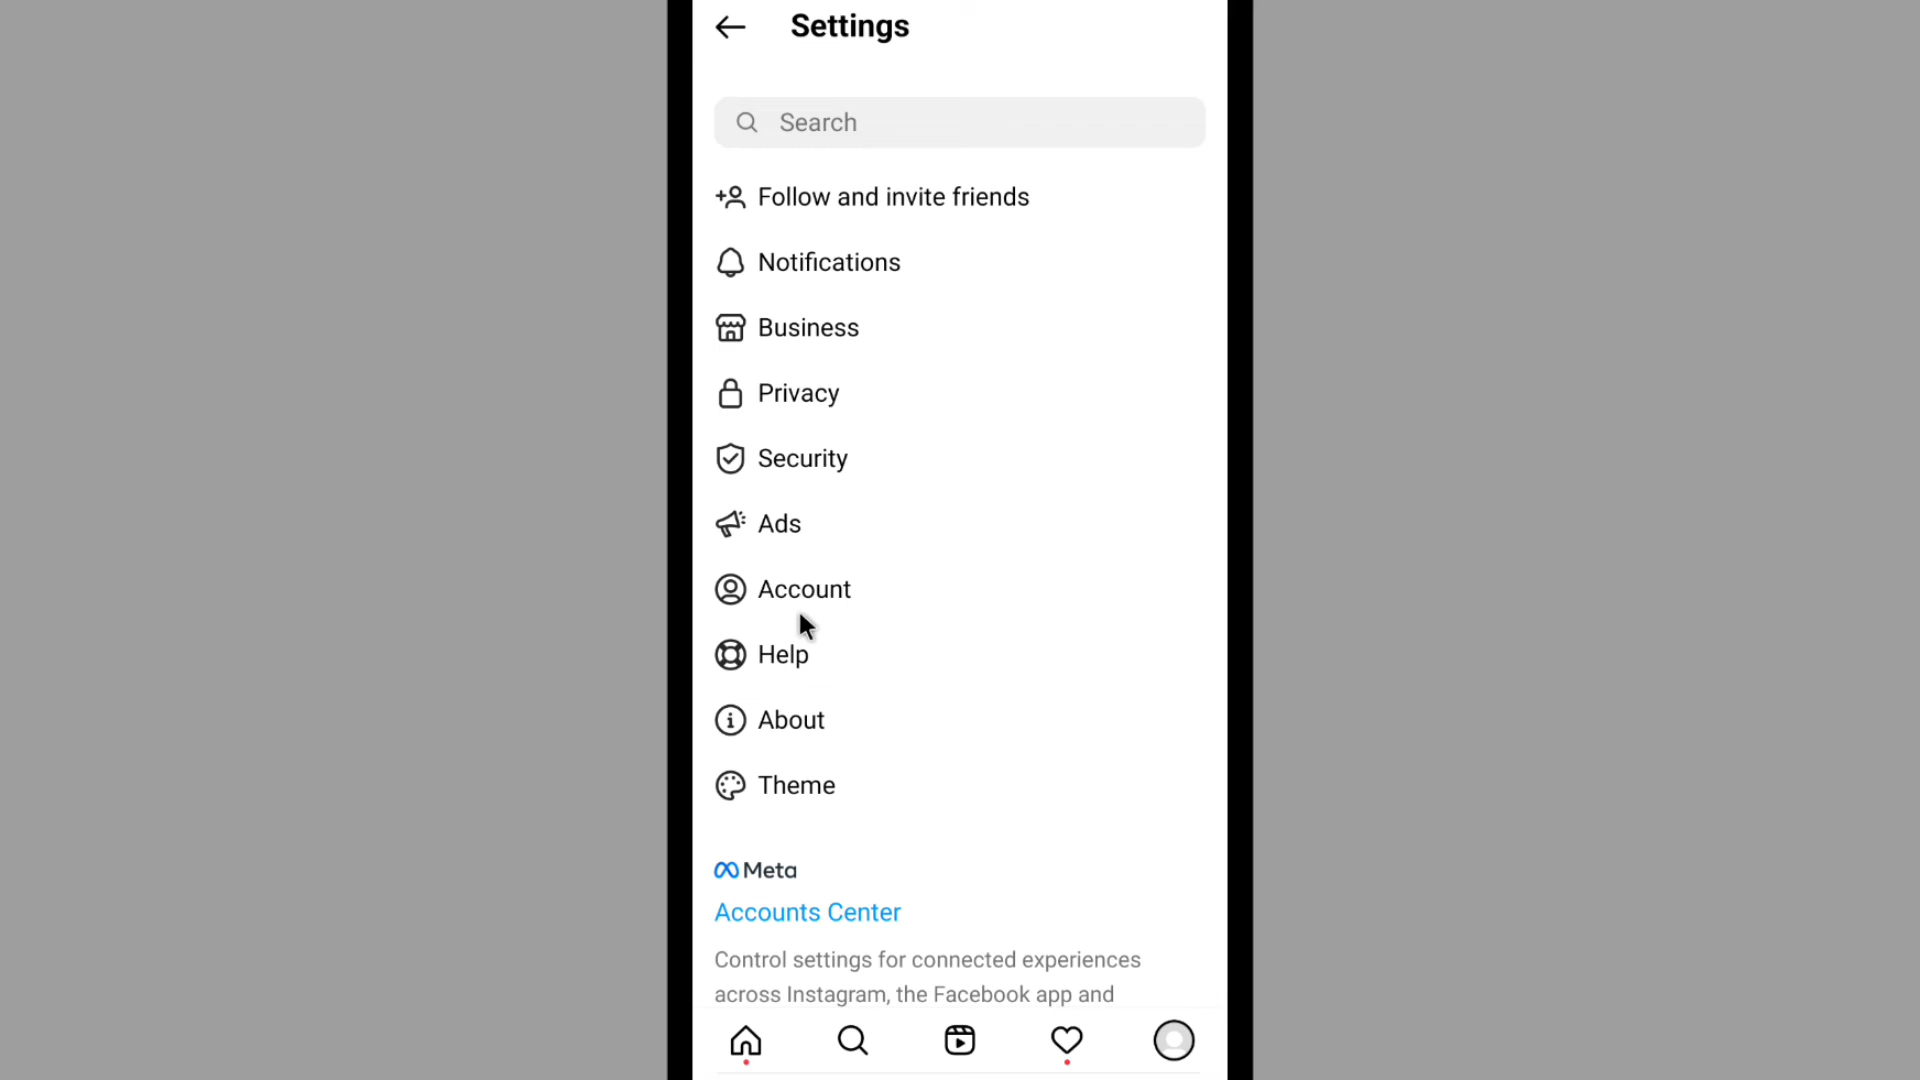 Settings
Search
Follow and invite friends
Notifications
Business
Privacy
Security
Ads
Account
Help
About
Theme
Meta
Accounts Center
Control settings for connected experiences
across Instagram, the Facebook app and